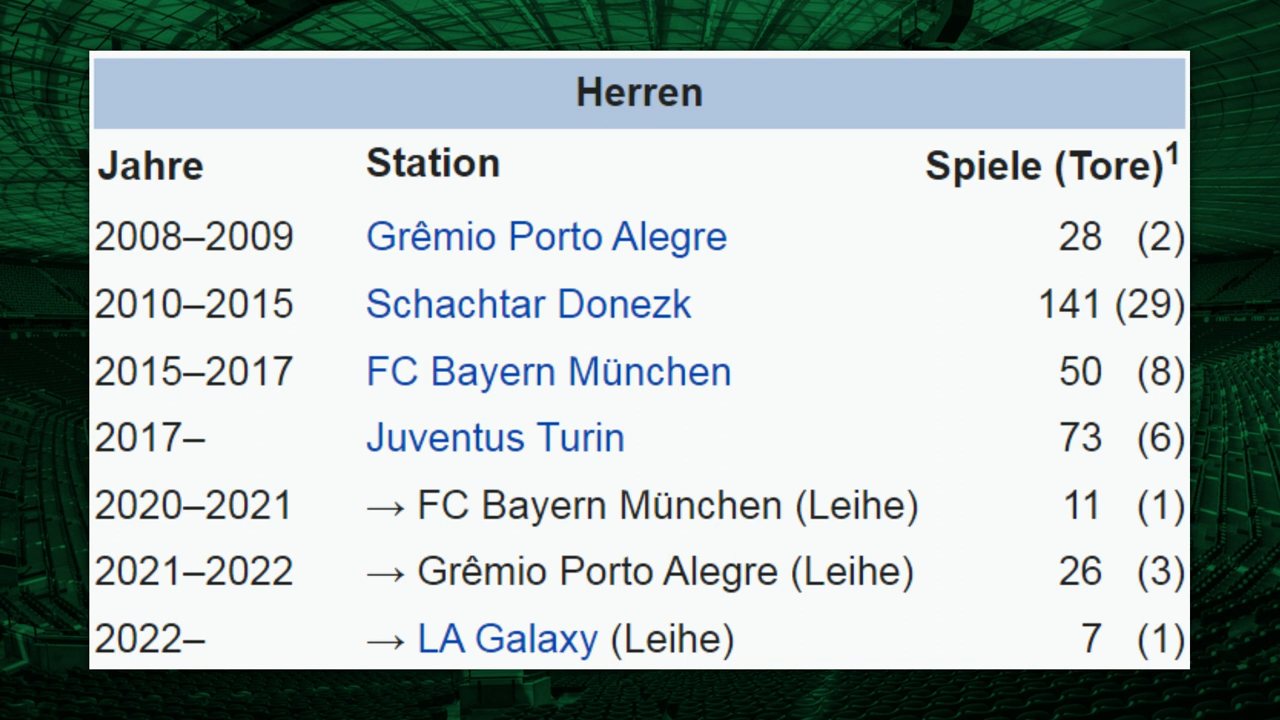 Herren
Jahre Station Spiele (Tore)¹
2008–2009 Grêmio Porto Alegre 28 (2)
2010–2015 Schachtar Donezk 141 (29)
2015–2017 FC Bayern München 50 (8)
2017– Juventus Turin 73 (6)
2020–2021 → FC Bayern München (Leihe) 11 (1)
2021–2022 → Grêmio Porto Alegre (Leihe) 26 (3)
2022– → LA Galaxy (Leihe) 7 (1)